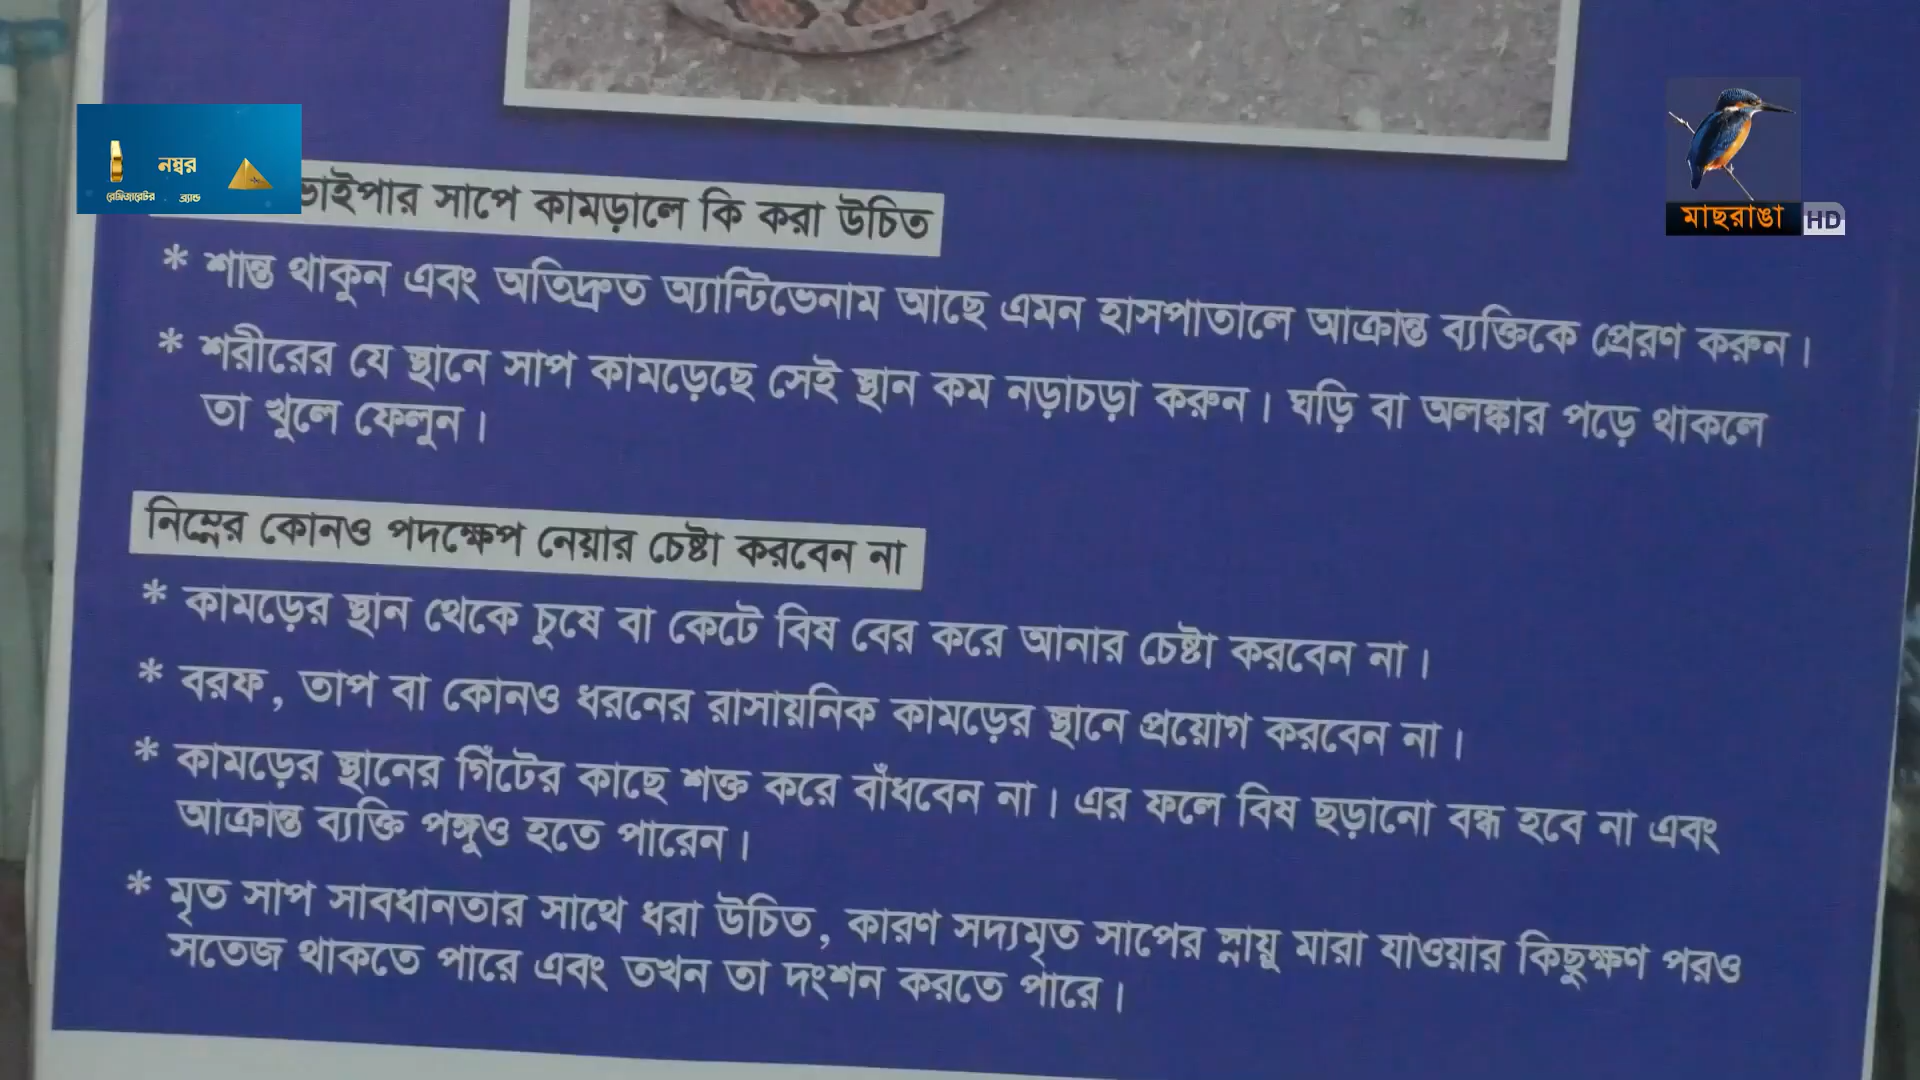 নম্বর
রেফ্রিজারেটর ব্র্যান্ড
মাছরাঙা HD
ভাইপার সাপে কামড়ালে কি করা উচিত
* শান্ত থাকুন এবং অতিদ্রুত অ্যান্টিভেনাম আছে এমন হাসপাতালে আক্রান্ত ব্যক্তিকে প্রেরণ করুন।
* শরীরের যে স্থানে সাপ কামড়েছে সেই স্থান কম নড়াচড়া করুন। ঘড়ি বা অলঙ্কার পড়ে থাকলে
তা খুলে ফেলুন।
নিম্নের কোনও পদক্ষেপ নেয়ার চেষ্টা করবেন না
* কামড়ের স্থান থেকে চুষে বা কেটে বিষ বের করে আনার চেষ্টা করবেন না।
* বরফ, তাপ বা কোনও ধরনের রাসায়নিক কামড়ের স্থানে প্রয়োগ করবেন না।
* কামড়ের স্থানের গিঁটের কাছে শক্ত করে বাঁধবেন না। এর ফলে বিষ ছড়ানো বন্ধ হবে না এবং
আক্রান্ত ব্যক্তি পঙ্গুও হতে পারেন।
* মৃত সাপ সাবধানতার সাথে ধরা উচিত, কারণ সদ্যমৃত সাপের স্নায়ু মারা যাওয়ার কিছুক্ষণ পরও
সতেজ থাকতে পারে এবং তখন তা দংশন করতে পারে।